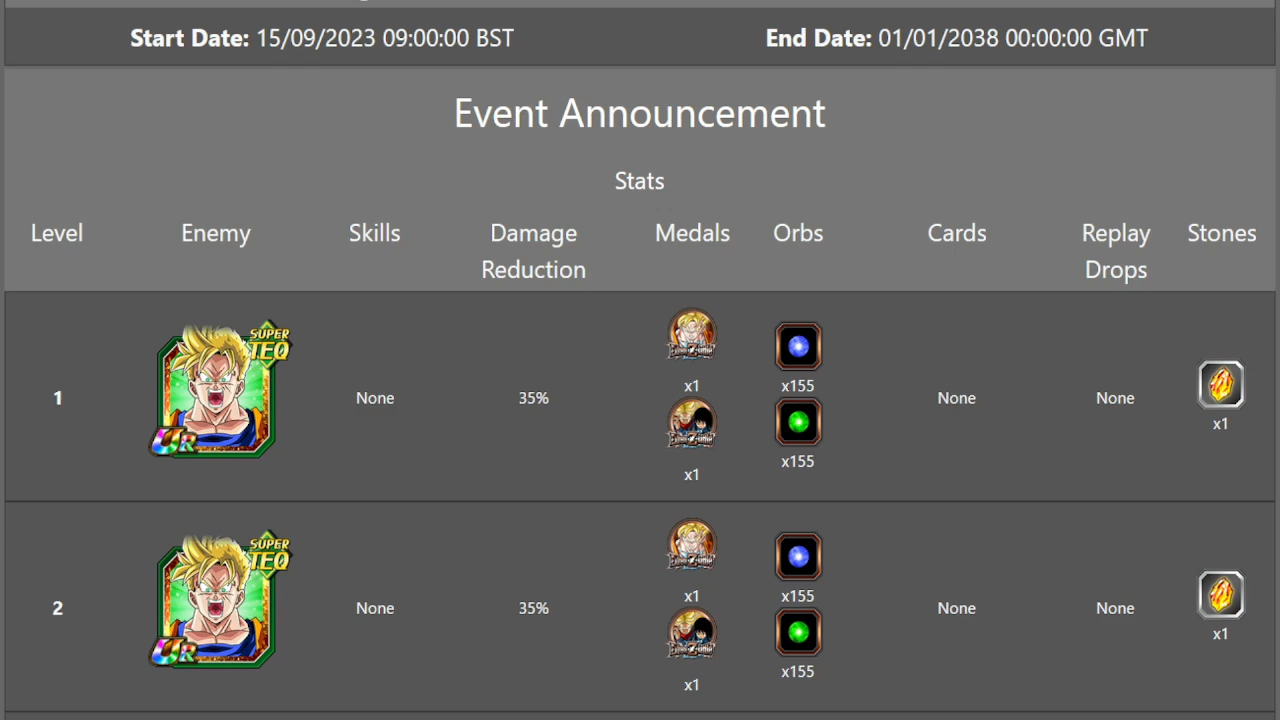 Start Date: 15/09/2023 09:00:00 BST
End Date: 01/01/2038 00:00:00 GMT
Event Announcement
Stats
Level Enemy Skills Damage Reduction Medals Orbs Cards Replay Drops Stones
SUPER
TEQ
UR
1 None 35% None None
x1 x155
x1
x1 x155
SUPER
TEQ
UR
2 None 35% None None
x1 x155
x1
x1 x155